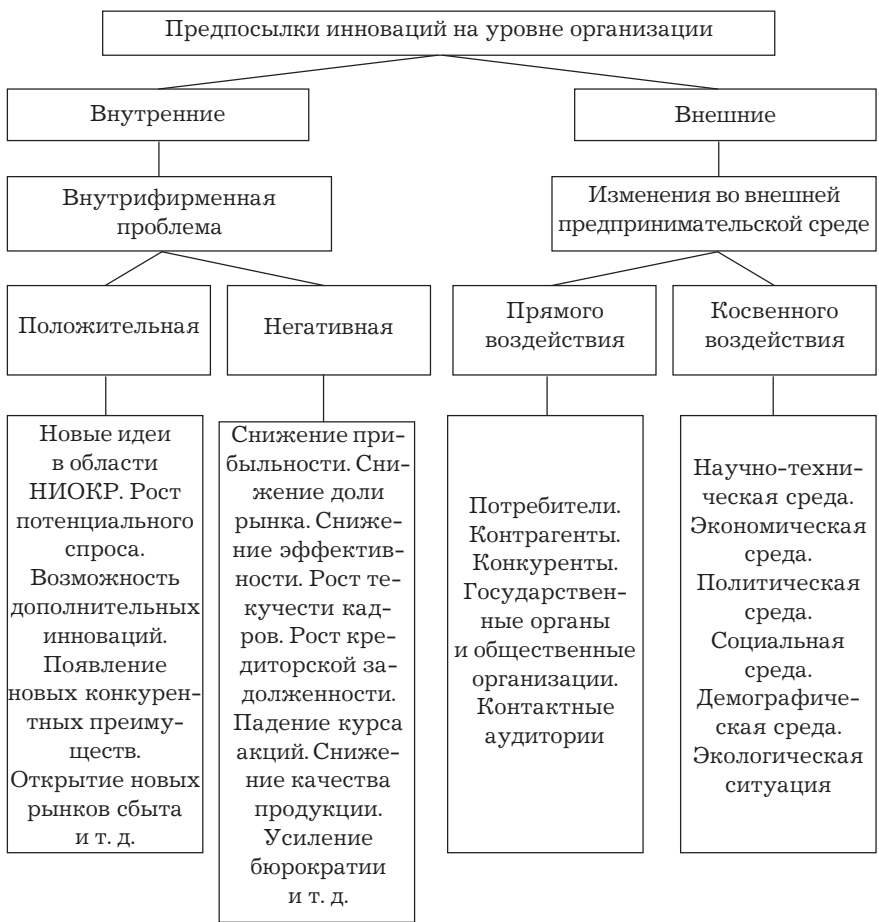 Предпосылки инноваций на уровне организации
Внутренние
Внешние
Внутрифирменная
проблема
Изменения во внешней
предпринимательской среде
Положительная
Негативная
Прямого
воздействия
Косвенного
воздействия
Новые идеи
в области
НИОКР. Рост
потенциального
спроса.
Возможность
дополнительных
инноваций.
Появление
новых конкурен-
тных преиму-
ществ.
Открытие новых
рынков сбыта
и т. д.
Снижение при-
быльности. Сни-
жение доли
рынка. Сниже-
ние эффектив-
ности. Рост те-
кучести кад-
ров. Рост кре-
диторской за-
долженности.
Падение курса
акций. Сниже-
ние качества
продукции.
Усиление
бюрократии
и т. д.
Потребители.
Контрагенты.
Конкуренты.
Государствен-
ные органы
и общественные
организации.
Контактные
аудитории
Научно-техни-
ческая среда.
Экономическая
среда.
Политическая
среда.
Социальная
среда.
Демографиче-
ская среда.
Экологическая
ситуация